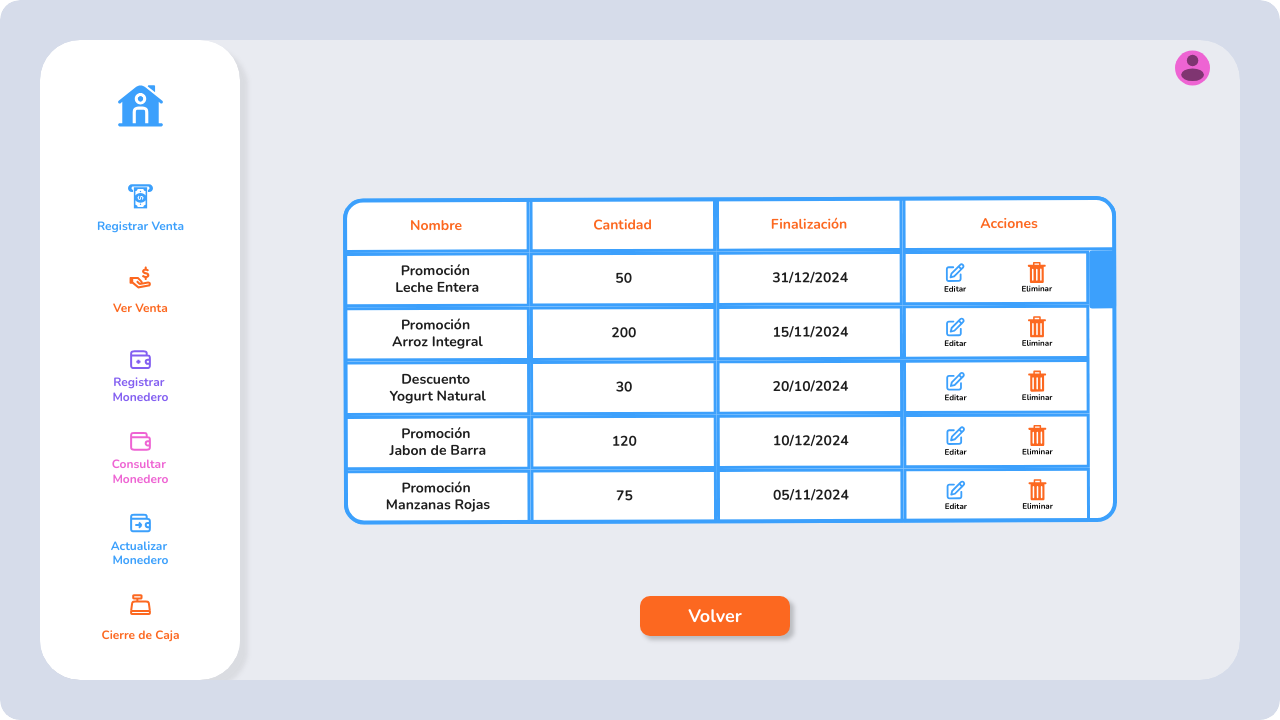 Registrar Venta
Ver Venta
Registrar
Monedero
Consultar
Monedero
Actualizar
Monedero
Cierre de Caja
Nombre Cantidad Finalización Acciones
Promoción
Leche Entera
50
31/12/2024
Editar Eliminar
Promoción
Arroz Integral
200
15/11/2024
Editar Eliminar
Descuento
Yogurt Natural
30
20/10/2024
Editar Eliminar
Promoción
Jabon de Barra
120
10/12/2024
Editar Eliminar
Promoción
Manzanas Rojas
75
05/11/2024
Editar Eliminar
Volver